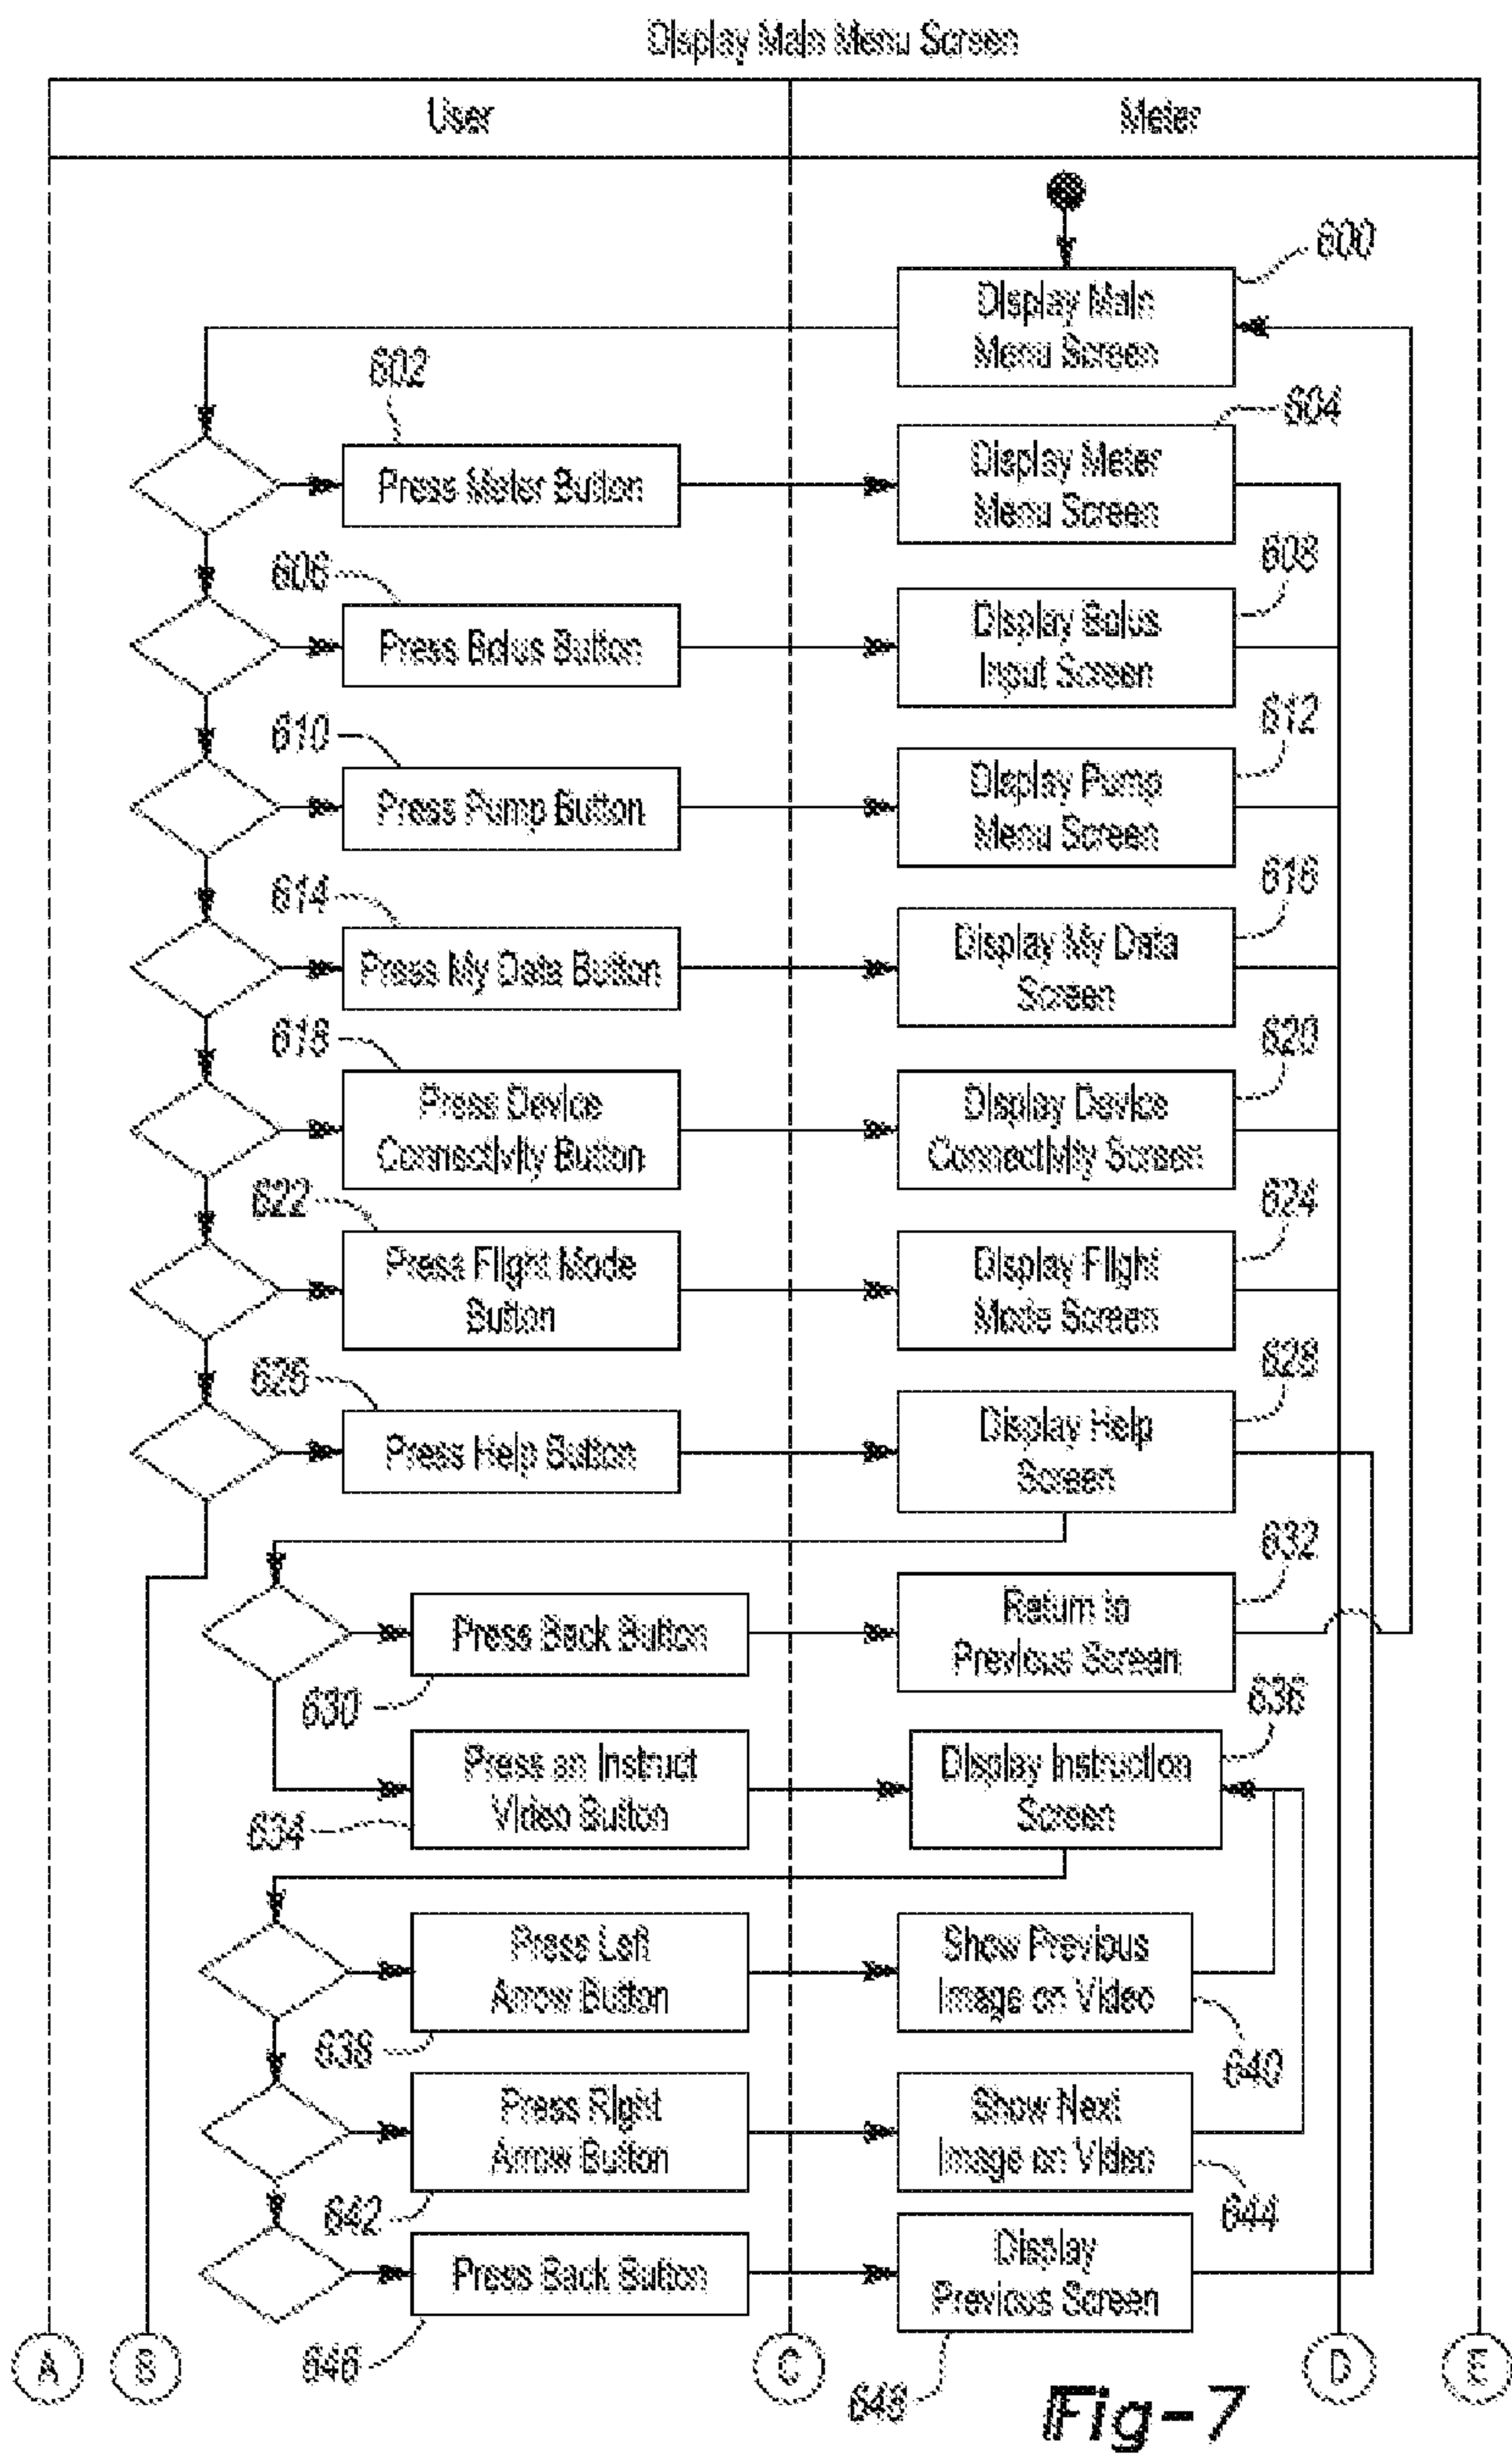 Display Main Menu Screen
User
Meter
600
Display Main
Menu Screen
602
604
Press Meter Button
Display Meter
Menu Screen
606
608
Press Bolus Button
Display Bolus
Input Screen
610
612
Press Pump Button
Display Pump
Menu Screen
614
616
Press My Data Button
Display My Data
Screen
618
620
Press Device
Connectivity Button
Display Device
Connectivity Screen
622
624
Press Flight Mode
Button
Display Flight
Mode Screen
626
628
Press Help Button
Display Help
Screen
632
Press Back Button
Return to
Previous Screen
630
636
Press an Instruct
Video Button
Display Instruction
Screen
634
Press Left
Arrow Button
Show Previous
Image on Video
638
640
Press Right
Arrow Button
Show Next
Image on Video
642
644
Press Back Button
Display
Previous Screen
646
648
A
B
C
D
E
Fig-7